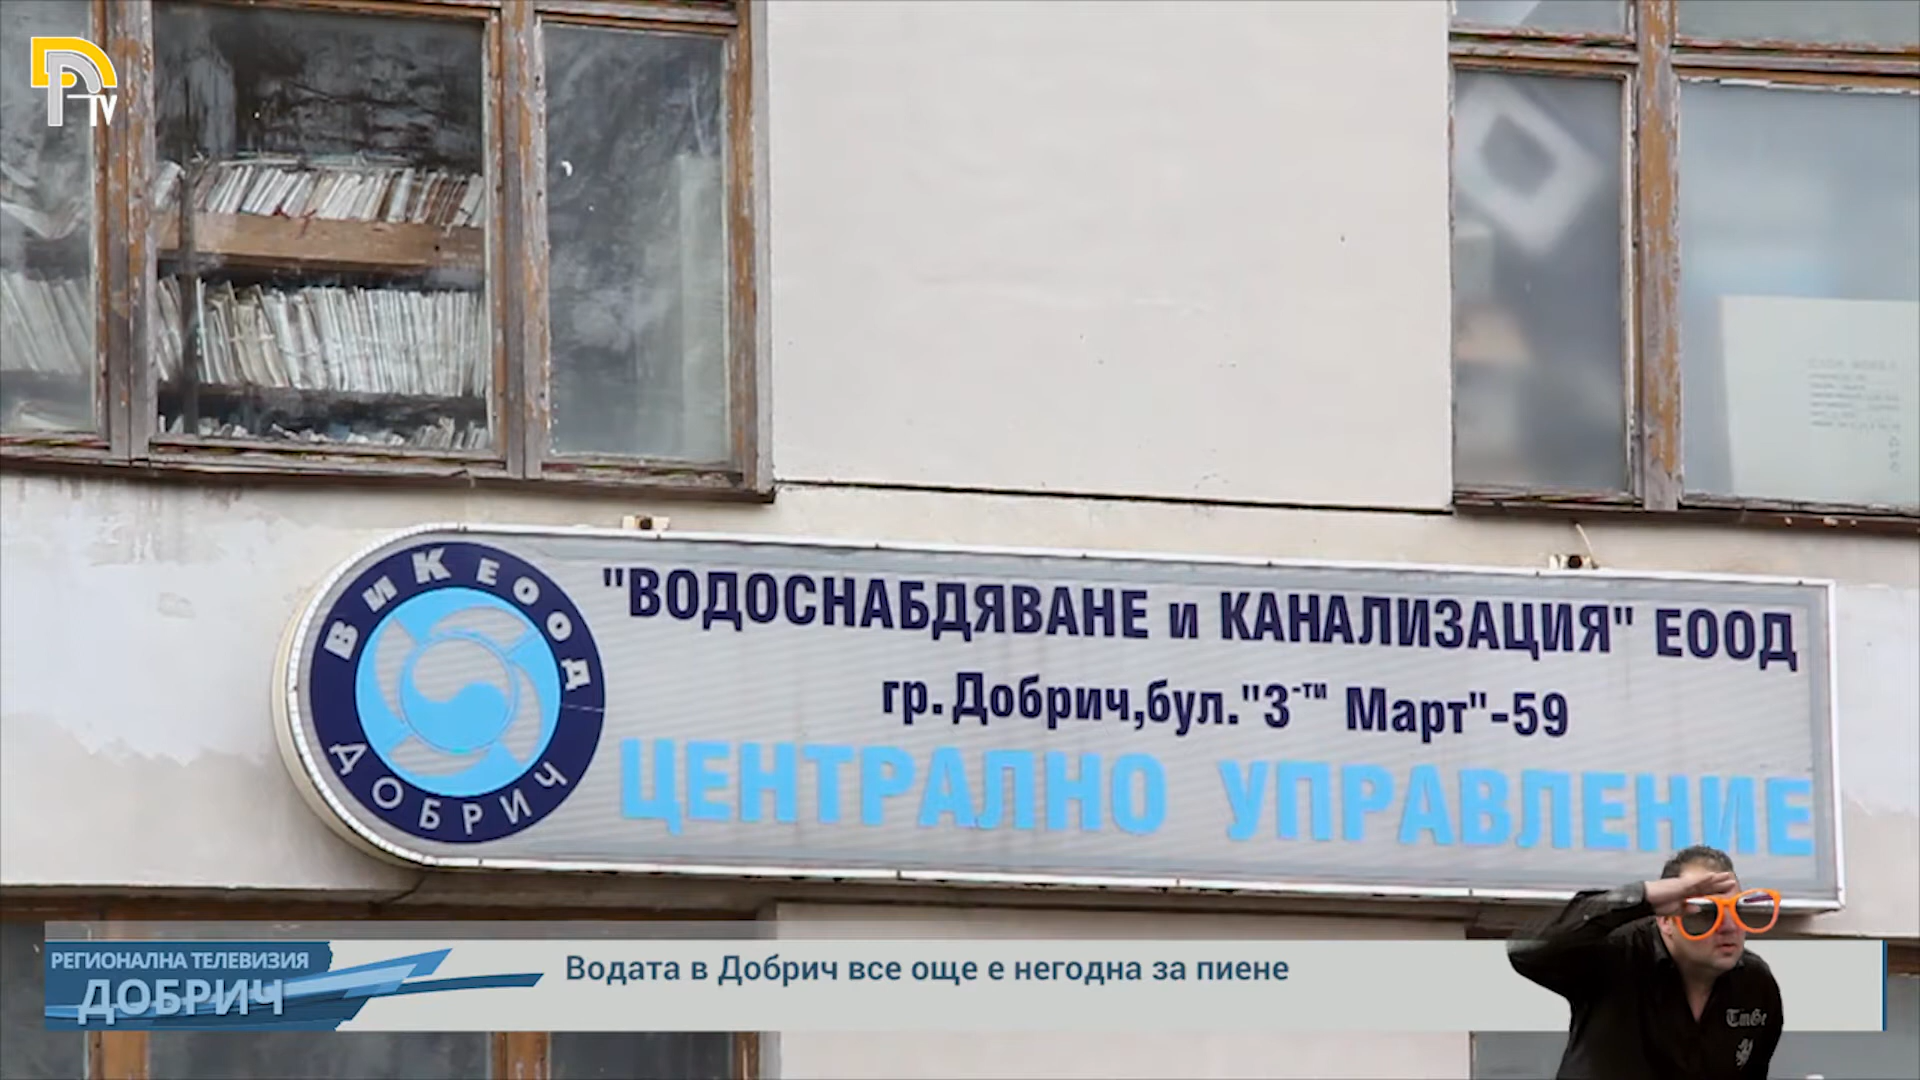 TV
ВиК ЕООД
ДОБРИЧ
"ВОДОСНАБДЯВАНЕ и КАНАЛИЗАЦИЯ" ЕООД
гр. Добрич,бул."3-ти Март"-59
ЦЕНТРАЛНО УПРАВЛЕНИЕ
РЕГИОНАЛНА ТЕЛЕВИЗИЯ
ДОБРИЧ
Водата в Добрич все още е негодна за пиене